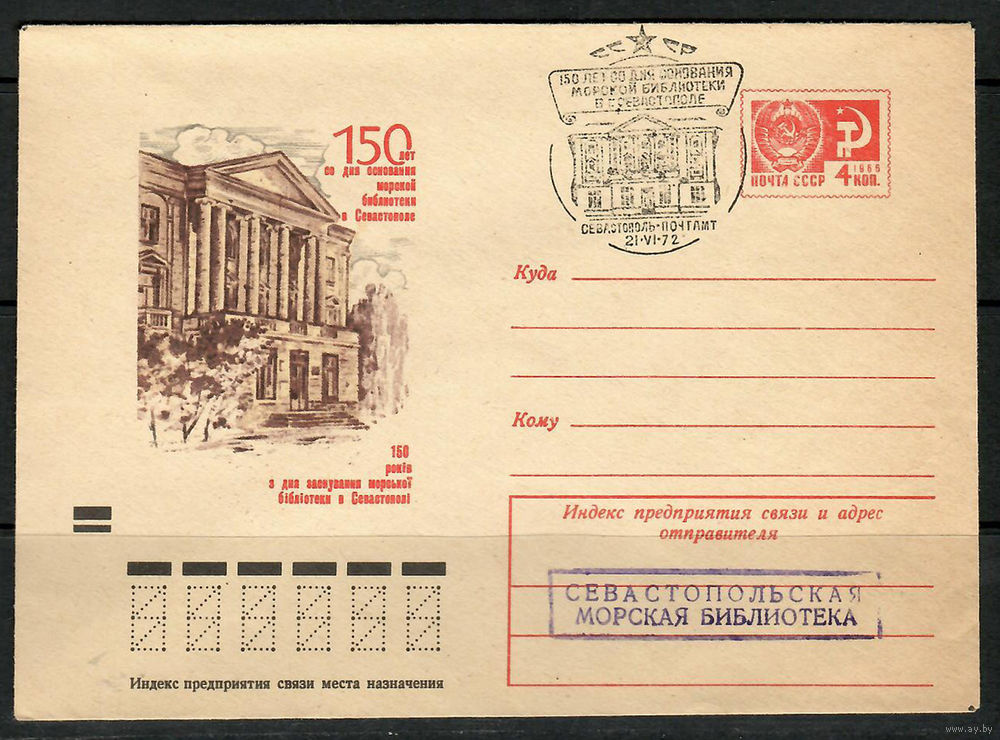 СССР
150 ЛЕТ СО ДНЯ ОСНОВАНИЯ
МОРСКОЙ БИБЛИОТЕКИ
В Г. СЕВАСТОПОЛЕ
СЕВАСТОПОЛЬ-ПОЧТАМТ
21·VI·72
ПОЧТА СССР
1966
4 КОП.
150 лет
со дня основания
морской
библиотеки
в Севастополе
150
років
з дня заснування морської
бібліотеки в Севастополі
Куда
Кому
Индекс предприятия связи и адрес
отправителя
СЕВАСТОПОЛЬСКАЯ
МОРСКАЯ БИБЛИОТЕКА
Индекс предприятия связи места назначения
www.ay.by